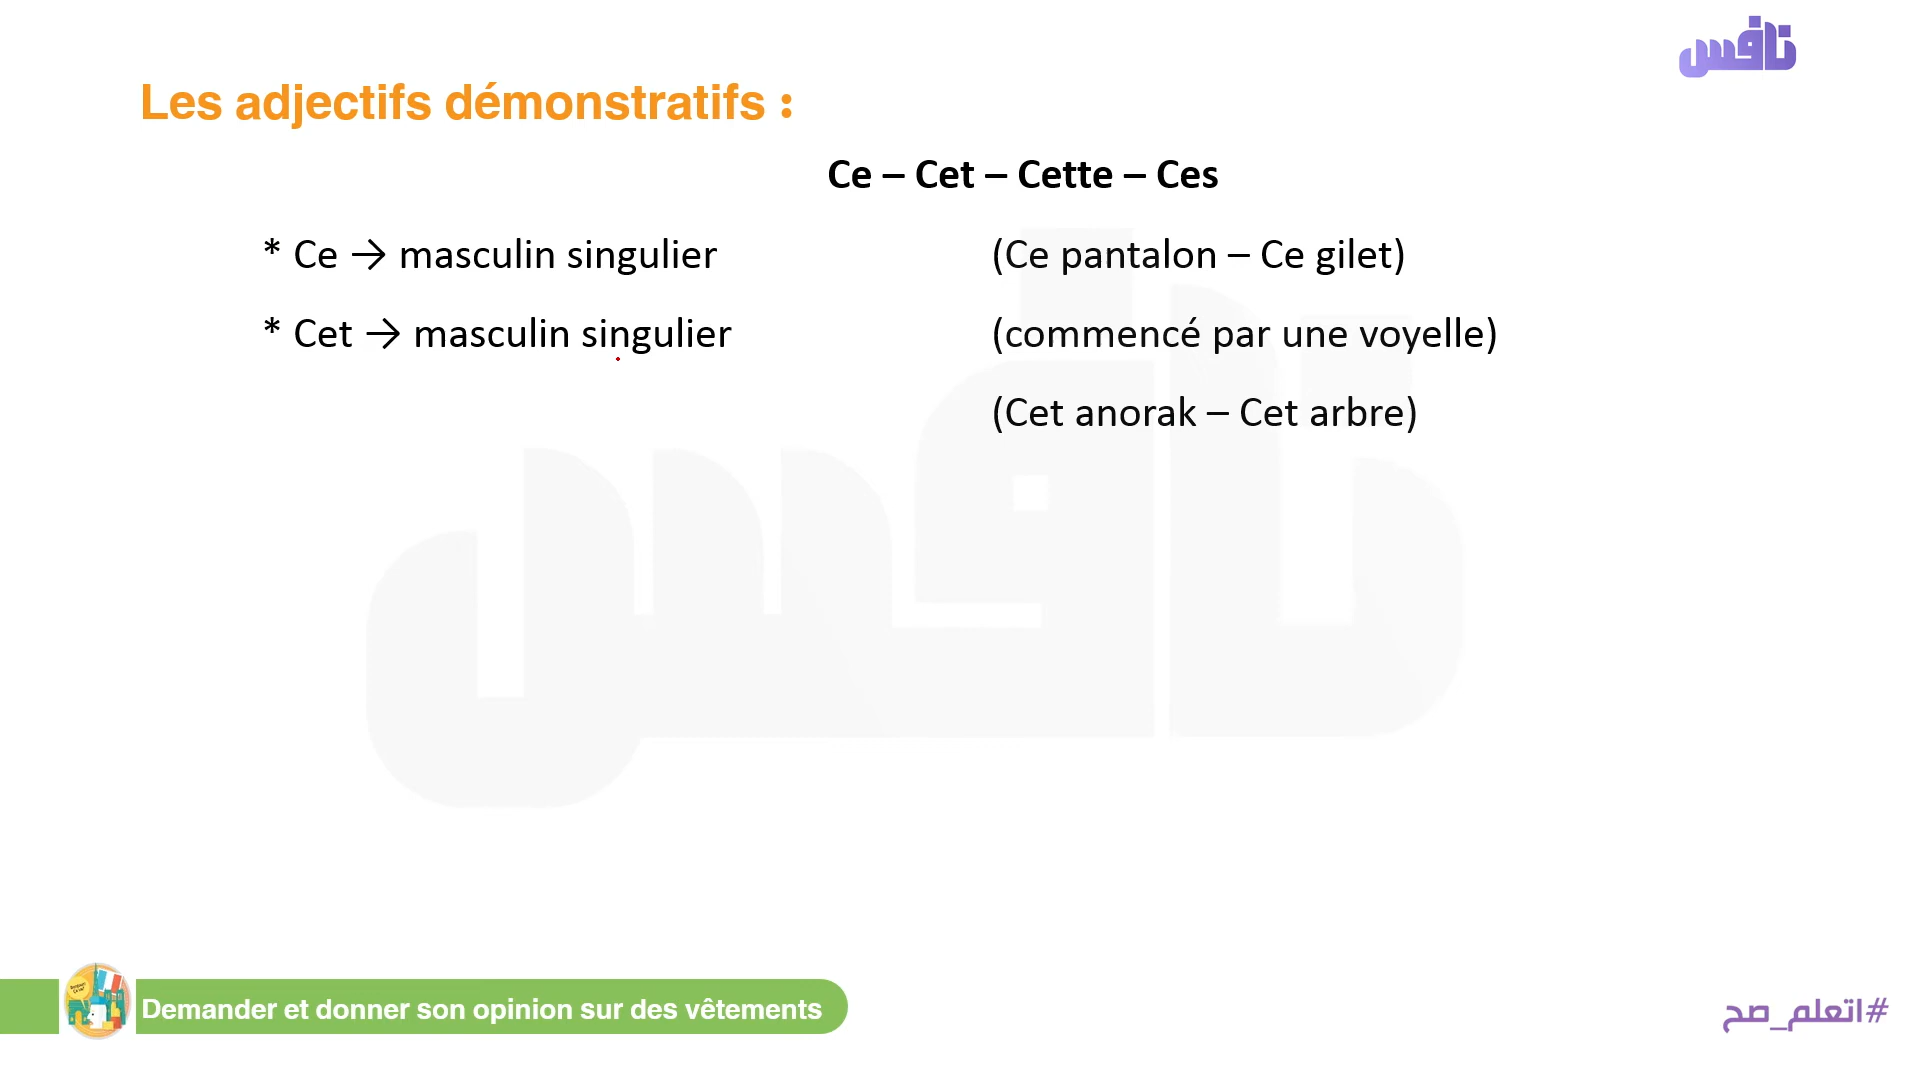 نافس
Les adjectifs démonstratifs :
Ce – Cet – Cette – Ces
* Ce → masculin singulier (Ce pantalon – Ce gilet)
* Cet → masculin singulier (commencé par une voyelle)
(Cet anorak – Cet arbre)
Demander et donner son opinion sur des vêtements
#اتعلم_صح